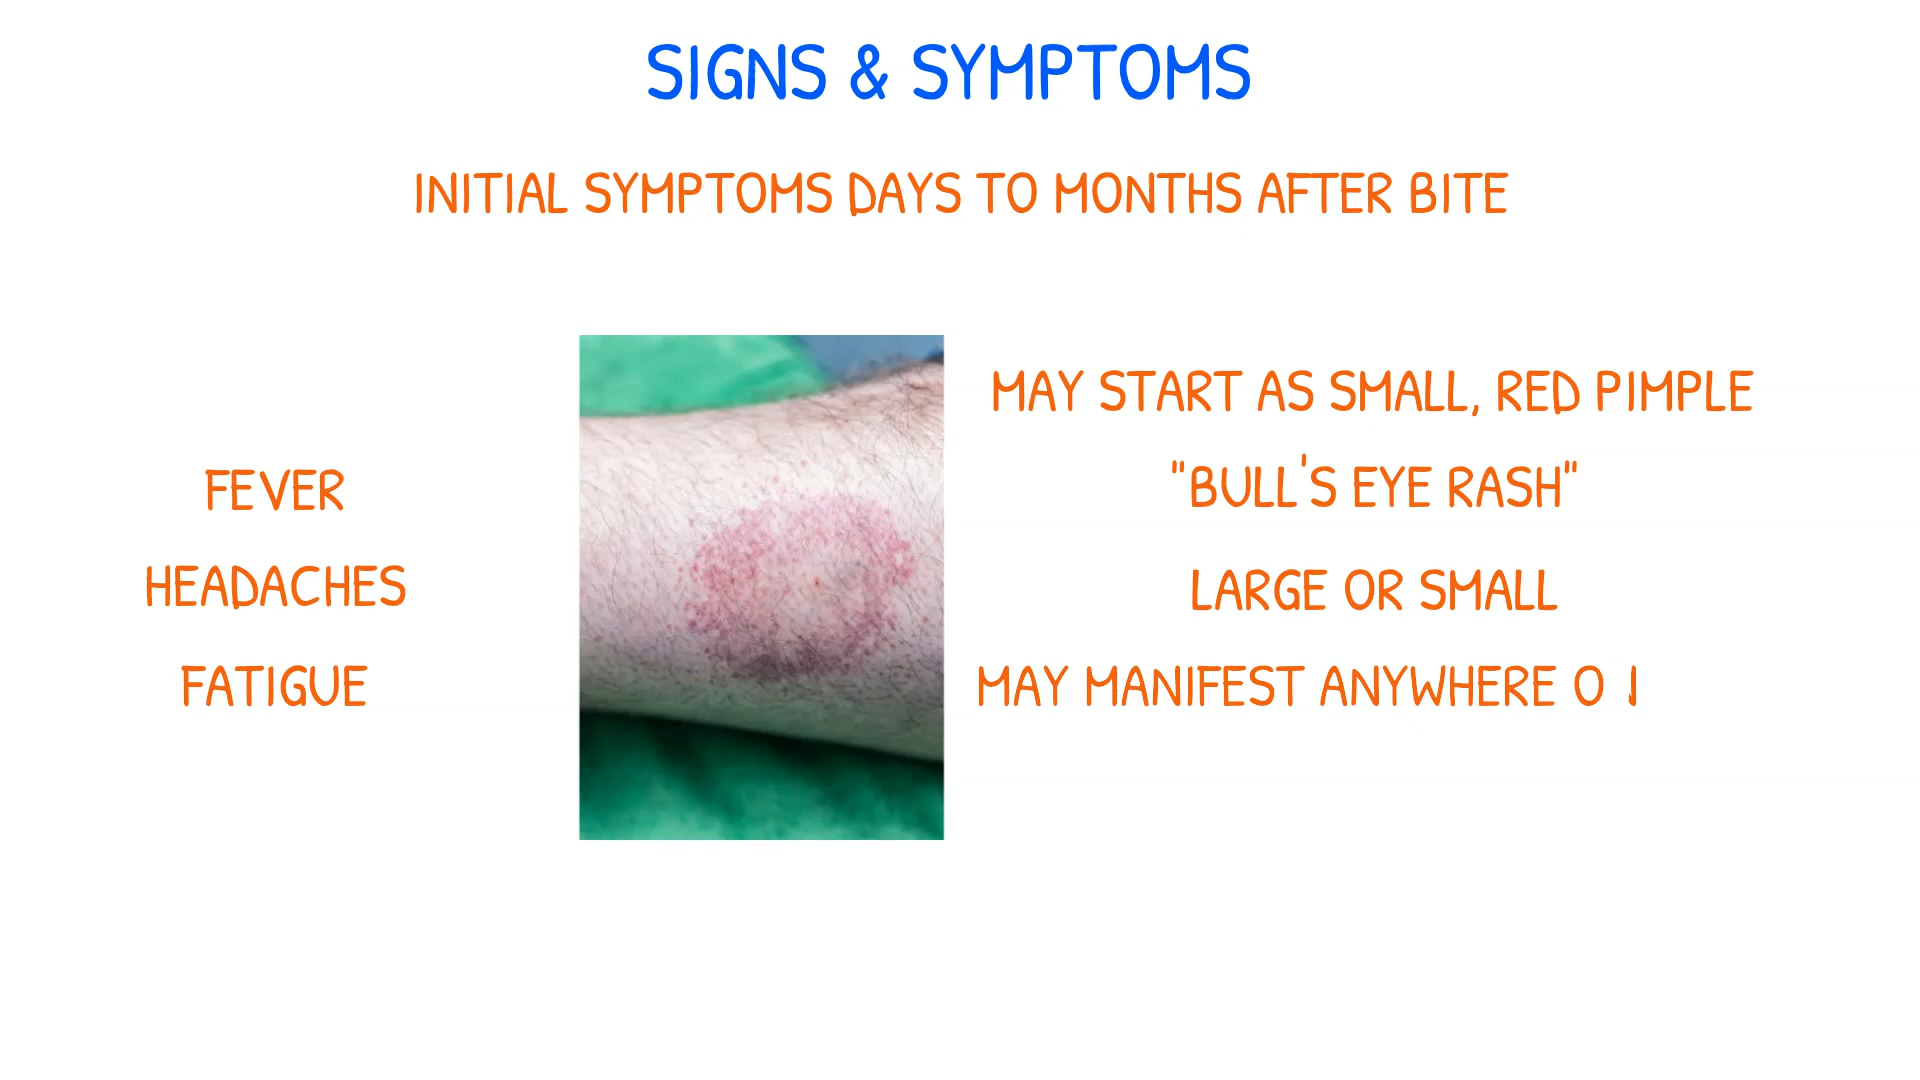 SIGNS & SYMPTOMS
INITIAL SYMPTOMS DAYS TO MONTHS AFTER BITE
FEVER
HEADACHES
FATIGUE
MAY START AS SMALL, RED PIMPLE
"BULL'S EYE RASH"
LARGE OR SMALL
MAY MANIFEST ANYWHERE O